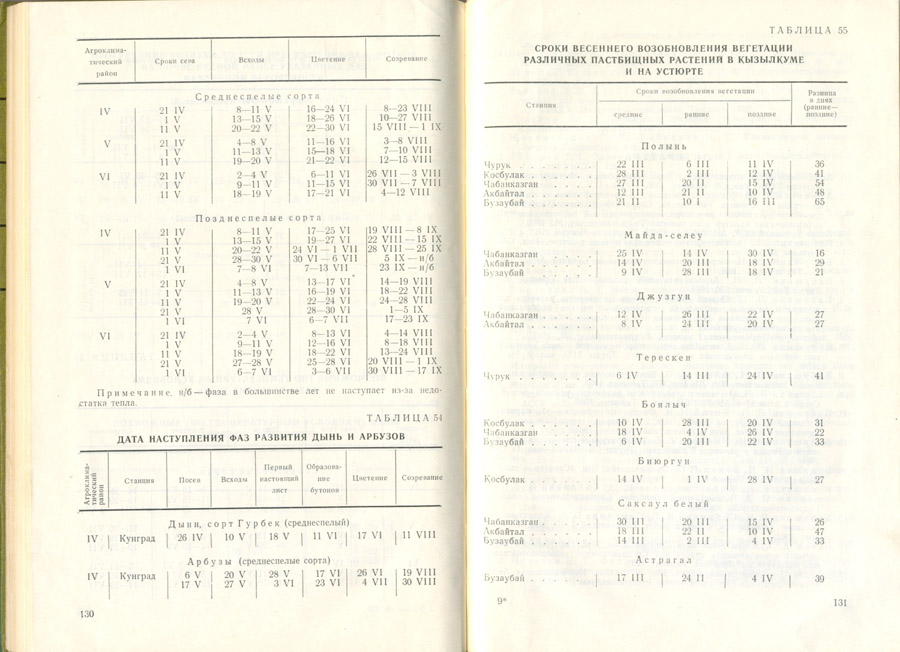 Агроклима-
тический
район
Сроки сева
Всходы
Цветение
Созревание
Среднеспелые сорта
IV 21 IV 8—11 V 16—24 VI 8—23 VIII
1 V 13—15 V 18—26 VI 10—27 VIII
11 V 20—22 V 22—30 VI 15 VIII—1 IX
V 21 IV 4—8 V 11—16 VI 3—8 VIII
1 V 11—13 V 15—18 VI 7—10 VIII
11 V 19—20 V 21—22 VI 12—15 VIII
VI 21 IV 2—4 V 6—11 VI 26 VII—3 VIII
1 V 9—11 V 11—15 VI 30 VII—7 VIII
11 V 18—19 V 17—21 VI 4—12 VIII
Позднеспелые сорта
IV 21 IV 8—11 V 17—25 VI 19 VIII—8 IX
1 V 13—15 V 19—27 VI 22 VIII—15 IX
11 V 20—22 V 24 VI—1 VII 28 VIII—25 IX
21 V 28—30 V 30 VI—6 VII 5 IX—н/б
1 VI 7—8 VI 7—13 VII 23 IX—н/б
V 21 IV 4—8 V 13—17 VI 14—19 VIII
1 V 11—13 V 16—19 VI 18—22 VIII
11 V 19—20 V 22—24 VI 24—28 VIII
21 V 28 V 28—30 VI 1—5 IX
1 VI 7 VI 6—7 VII 17—23 IX
VI 21 IV 2—4 V 8—13 VI 4—14 VIII
1 V 9—11 V 12—16 VI 8—18 VIII
11 V 18—19 V 18—22 VI 13—24 VIII
21 V 27—28 V 25—28 VI 20 VIII—1 IX
1 VI 6—7 VI 3—6 VII 30 VIII—17 IX
Примечание. н/б—фаза в большинстве лет не наступает из-за недо-
статка тепла.
ТАБЛИЦА 54
ДАТА НАСТУПЛЕНИЯ ФАЗ РАЗВИТИЯ ДЫНЬ И АРБУЗОВ
Агроклима-
тический
район
Станция
Посев
Всходы
Первый
настоящий
лист
Образова-
ние
бутонов
Цветение
Созревание
Дыни, сорт Гурбек (среднеспелый)
IV Кунград 26 IV 10 V 18 V 11 VI 17 VI 11 VIII
Арбузы (среднеспелые сорта)
IV Кунград 6 V 20 V 28 V 17 VI 26 VI 19 VIII
17 V 27 V 3 VI 23 VI 4 VII 30 VIII
130
ТАБЛИЦА 55
СРОКИ ВЕСЕННЕГО ВОЗОБНОВЛЕНИЯ ВЕГЕТАЦИИ
РАЗЛИЧНЫХ ПАСТБИЩНЫХ РАСТЕНИЙ В КЫЗЫЛКУМЕ
И НА УСТЮРТЕ
Станция
Сроки возобновления вегетации
средние
ранние
поздние
Разница
в днях
(ранние—
поздние)
Полынь
Чурук 22 III 6 III 11 IV 36
Косбулак 28 III 2 III 12 IV 41
Чабанказган 27 III 20 II 15 IV 54
Акбайтал 12 III 21 II 10 IV 48
Бузаубай 21 II 10 I 16 III 65
Майда-селеу
Чабанказган 25 IV 14 IV 30 IV 16
Акбайтал 14 IV 20 III 18 IV 29
Бузаубай 9 IV 28 III 18 IV 21
Джузгун
Чабанказган 12 IV 26 III 22 IV 27
Акбайтал 8 IV 24 III 20 IV 27
Терескен
Чурук 6 IV 14 III 24 IV 41
Боялыч
Косбулак 10 IV 28 III 20 IV 31
Чабанказган 18 IV 4 IV 26 IV 22
Бузаубай 6 IV 20 III 22 IV 33
Биюргун
Косбулак 14 IV 1 IV 28 IV 27
Саксаул белый
Чабанказган 30 III 20 III 15 IV 26
Акбайтал 18 III 22 II 10 IV 47
Бузаубай 14 III 2 III 4 IV 33
Астрагал
Бузаубай 17 III 24 II 4 IV 39
9*
131